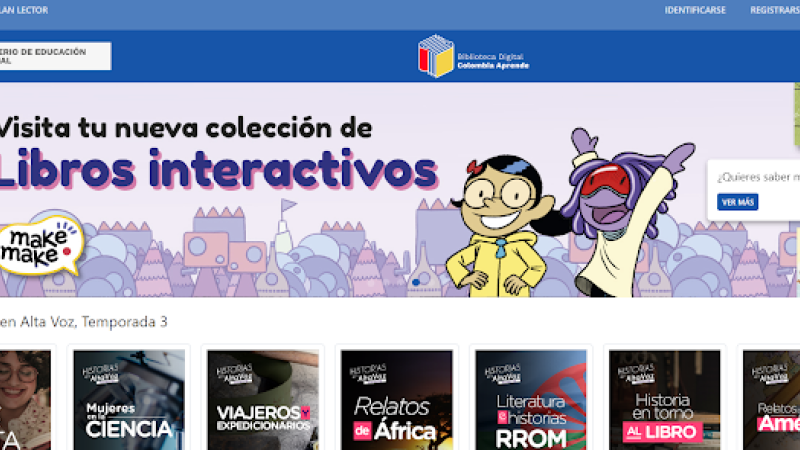 LAN LECTOR
IDENTIFICARSE
REGISTRARS
ERIO DE EDUCACIÓN
AL
Biblioteca Digital
Colombia Aprende
Visita tu nueva colección de
Libros interactivos
make
make
¿Quieres saber m
VER MÁS
en Alta Voz, Temporada 3
TA
HISTORIAS
en AltaVoz
Mujeres
en la
CIENCIA
HISTORIAS
en AltaVoz
VIAJEROS Y
EXPEDICIONARIOS
HISTORIAS
en AltaVoz
Relatos
de África
HISTORIAS
en AltaVoz
Literatura
e historias
RROM
HISTORIAS
en AltaVoz
Historia
en torno
AL LIBRO
HISTORIAS
en AltaVoz
Relatos
Amé